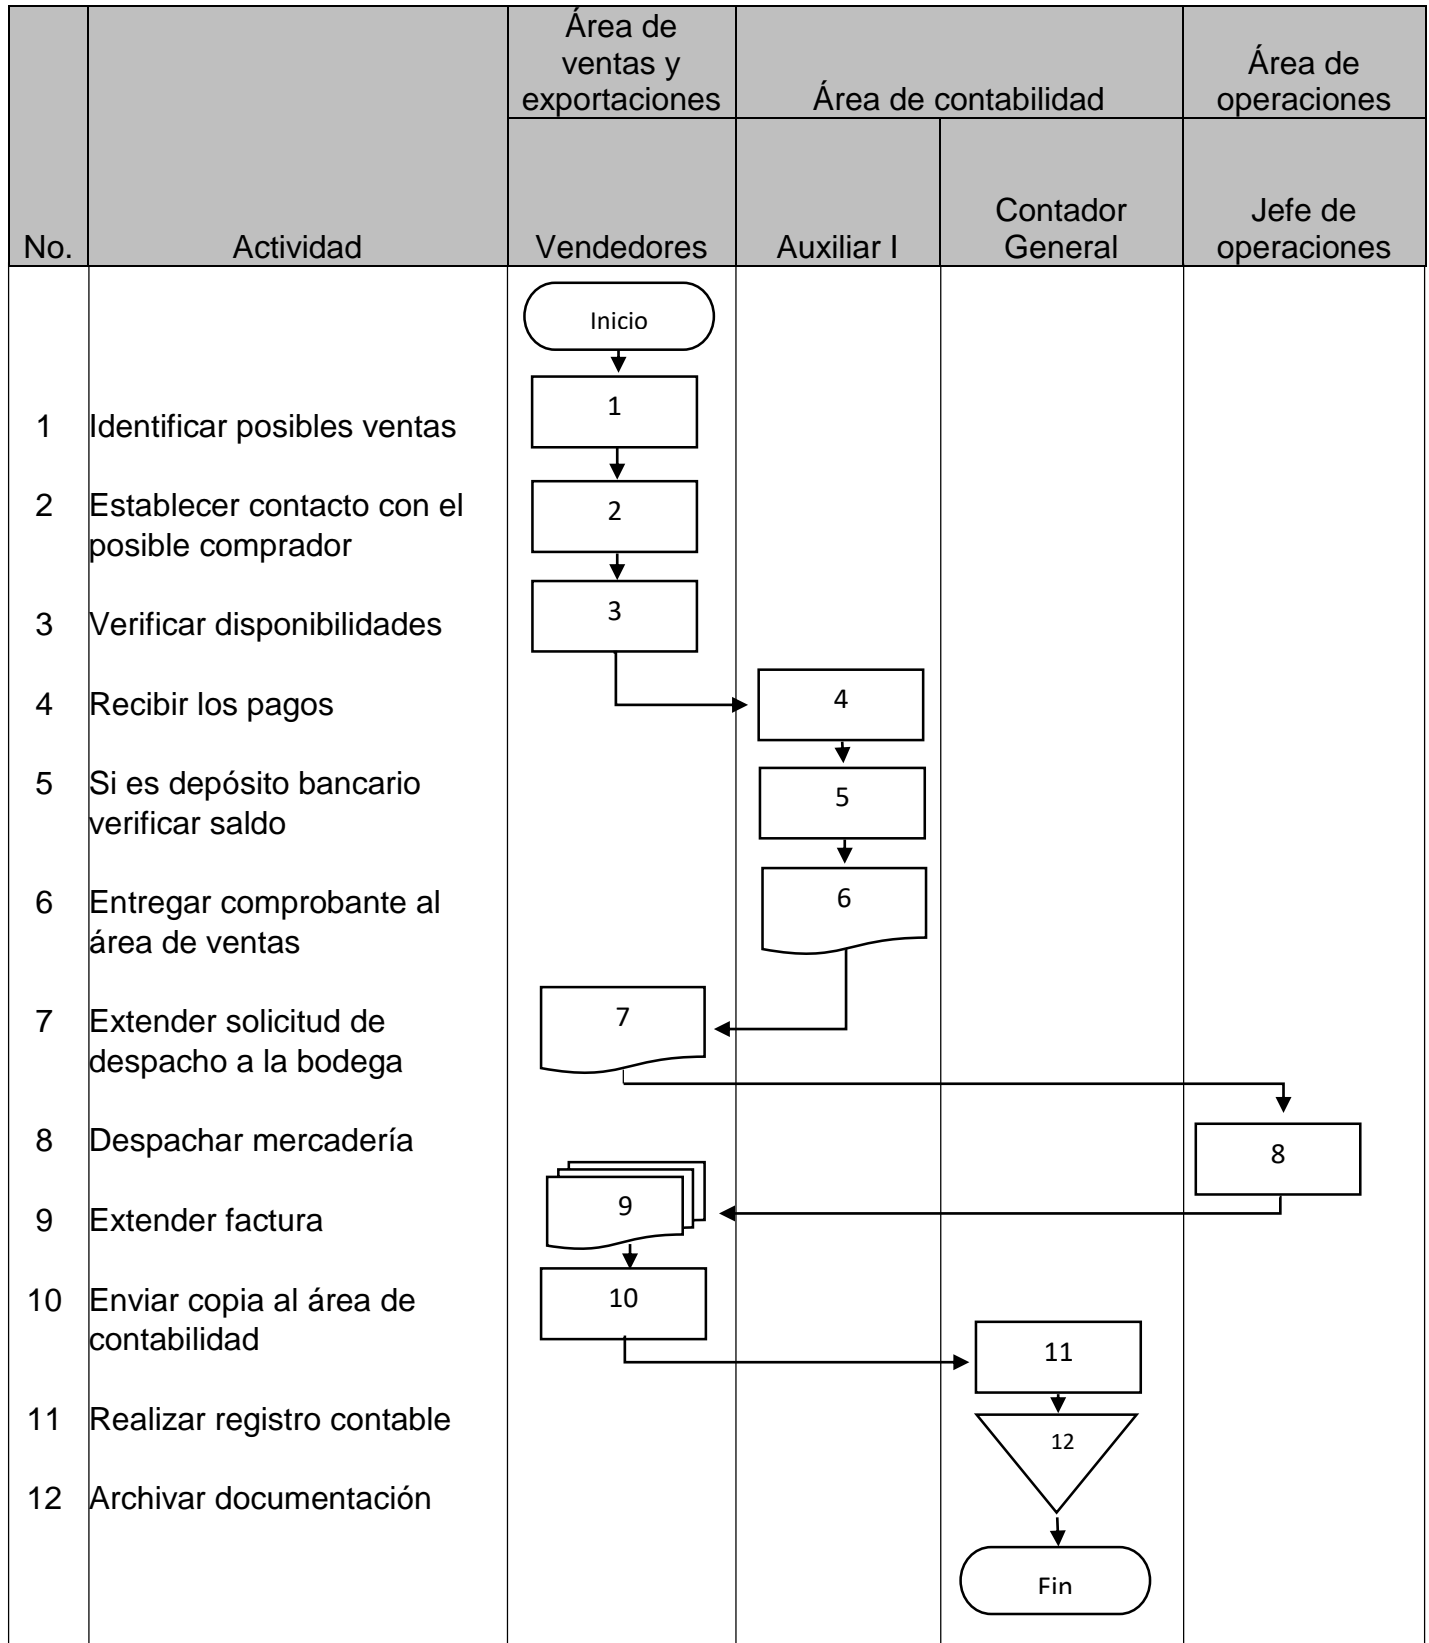 Área de
ventas y
exportaciones
Área de contabilidad
Área de
operaciones
No.
Actividad
Vendedores
Auxiliar I
Contador
General
Jefe de
operaciones
Inicio
1 Identificar posibles ventas
1
2 Establecer contacto con el
posible comprador
2
3 Verificar disponibilidades
3
4 Recibir los pagos
4
5 Si es depósito bancario
verificar saldo
5
6 Entregar comprobante al
área de ventas
6
7 Extender solicitud de
despacho a la bodega
7
8 Despachar mercadería
8
9 Extender factura
9
10 Enviar copia al área de
contabilidad
10
11 Realizar registro contable
11
12 Archivar documentación
12
Fin